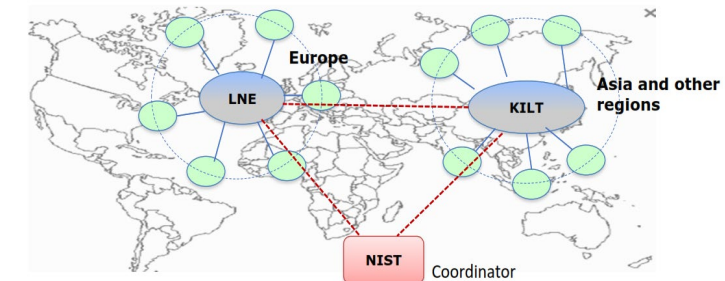 Europe
LNE
Asia and other
regions
KILT
NIST
Coordinator